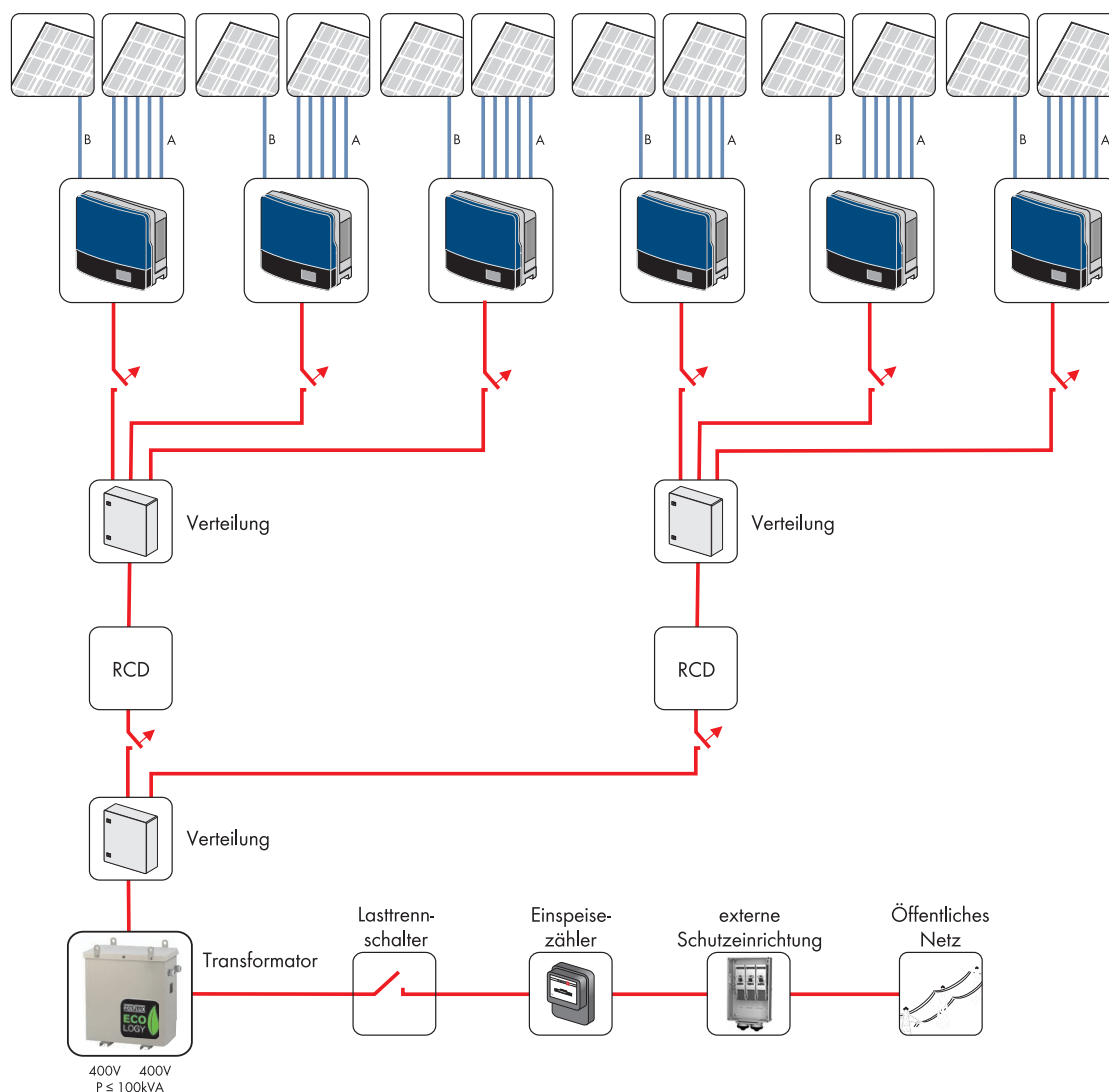 B A B A B A B A B A B A
Verteilung Verteilung
RCD RCD
Verteilung
Lasttrenn-
schalter
Einspeise-
zähler
externe
Schutzeinrichtung
Öffentliches
Netz
Transformator
ECO
LOGY
400V 400V
P ≤ 100kVA